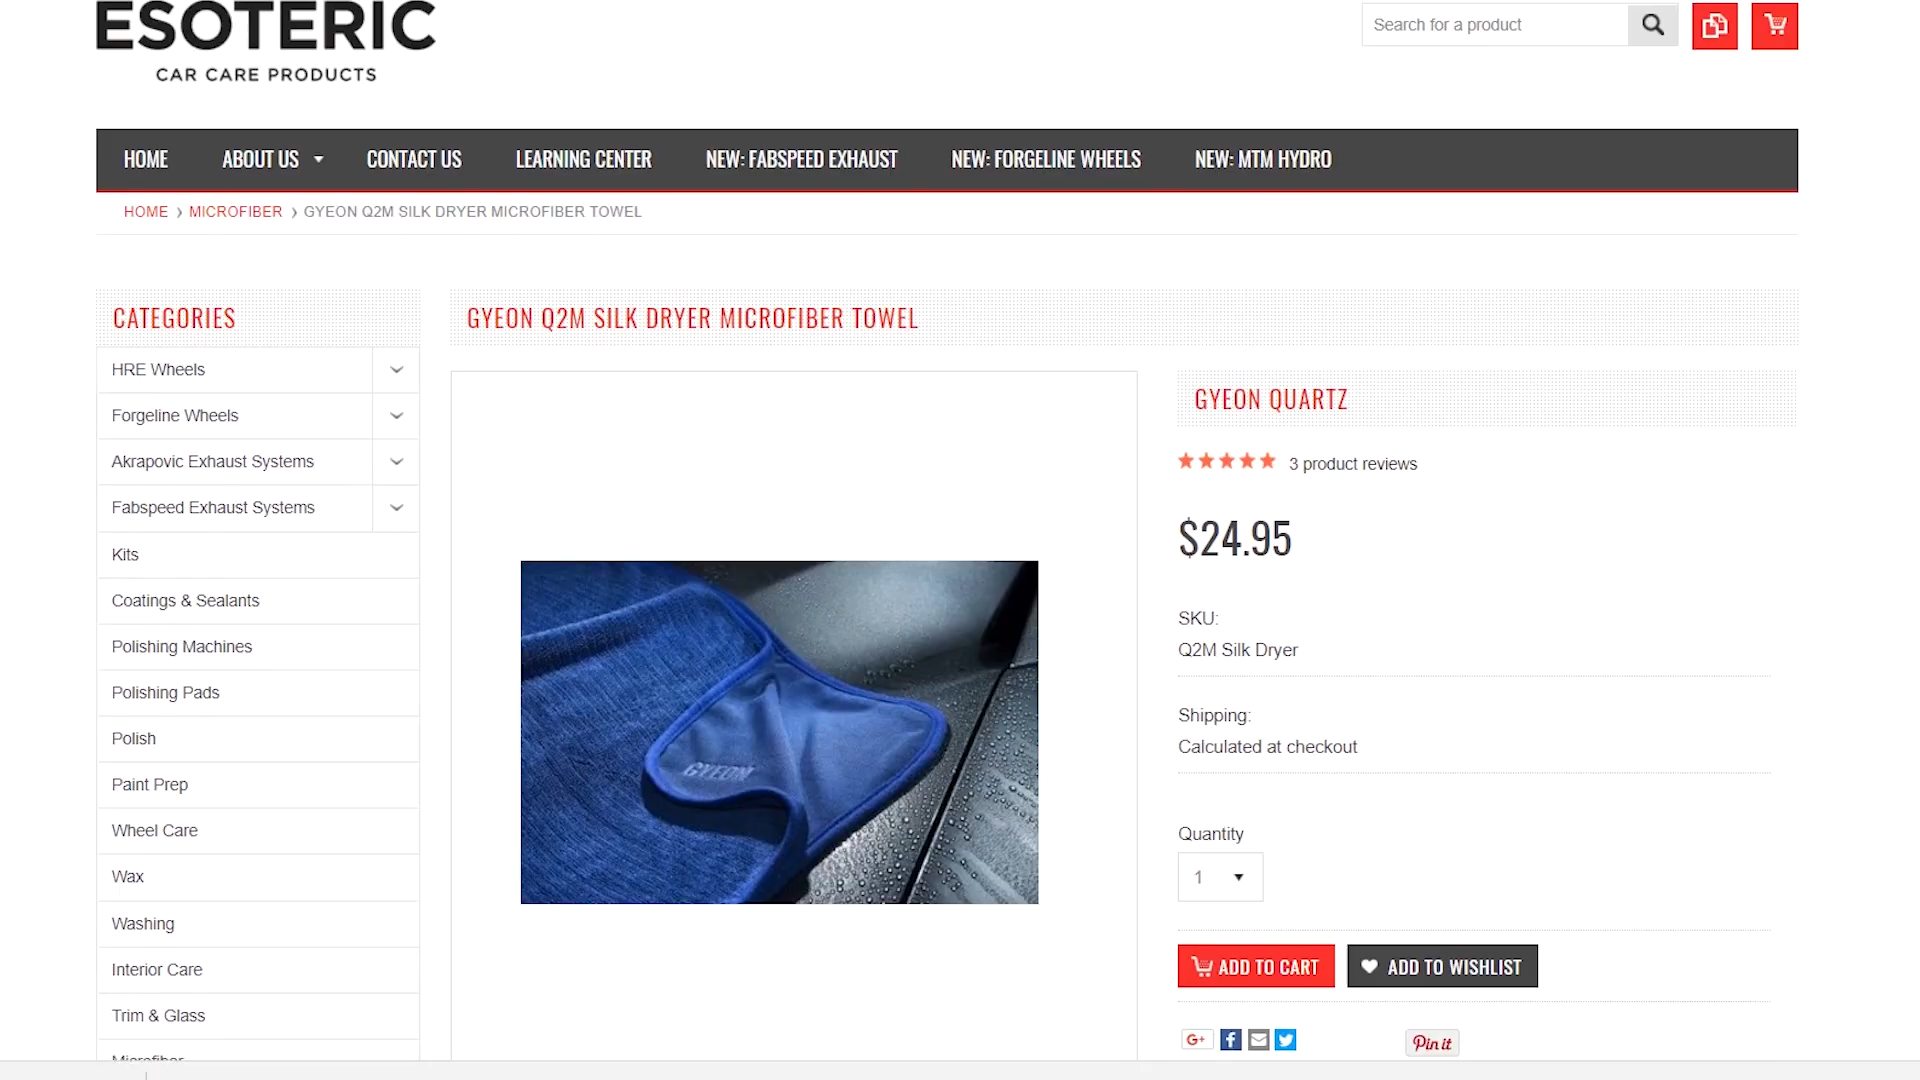 ESOTERIC
CAR CARE PRODUCTS
Search for a product
HOME
ABOUT US
CONTACT US
LEARNING CENTER
NEW: FABSPEED EXHAUST
NEW: FORGELINE WHEELS
NEW: MTM HYDRO
HOME › MICROFIBER › GYEON Q2M SILK DRYER MICROFIBER TOWEL
CATEGORIES
HRE Wheels
Forgeline Wheels
Akrapovic Exhaust Systems
Fabspeed Exhaust Systems
Kits
Coatings & Sealants
Polishing Machines
Polishing Pads
Polish
Paint Prep
Wheel Care
Wax
Washing
Interior Care
Trim & Glass
Microfiber
GYEON Q2M SILK DRYER MICROFIBER TOWEL
GYEON
GYEON QUARTZ
3 product reviews
$24.95
SKU:
Q2M Silk Dryer
Shipping:
Calculated at checkout
Quantity
1
ADD TO CART
ADD TO WISHLIST
G+
Pin it